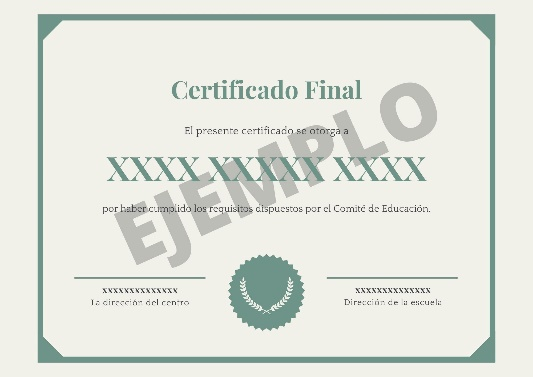 Certificado Final
El presente certificado se otorga a
XXXX XXXXX XXXX
EJEMPLO
por haber cumplido los requisitos dispuestos por el Comité de Educación.
xxxxxxxxxxxxxx
La dirección del centro
xxxxxxxxxxxxxx
Dirección de la escuela